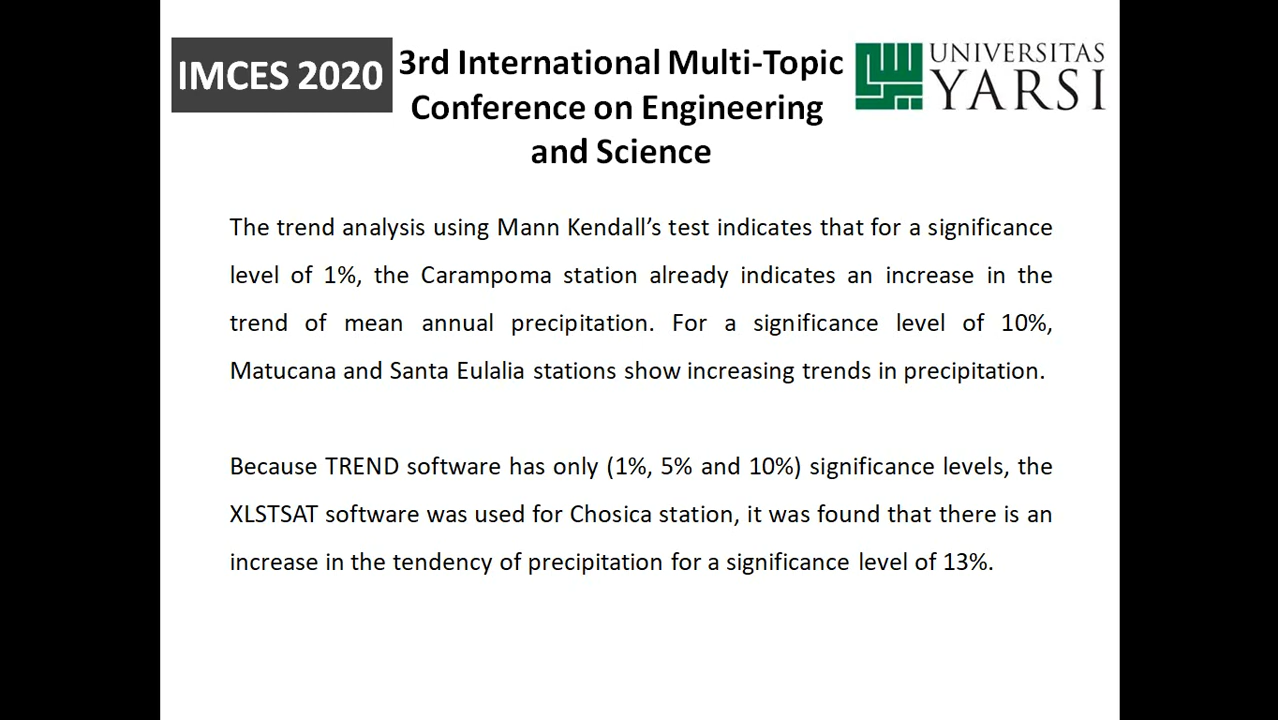 IMCES 2020
3rd International Multi-Topic
Conference on Engineering
and Science
UNIVERSITAS
YARSI
The trend analysis using Mann Kendall’s test indicates that for a significance
level of 1%, the Carampoma station already indicates an increase in the
trend of mean annual precipitation. For a significance level of 10%,
Matucana and Santa Eulalia stations show increasing trends in precipitation.
Because TREND software has only (1%, 5% and 10%) significance levels, the
XLSTSAT software was used for Chosica station, it was found that there is an
increase in the tendency of precipitation for a significance level of 13%.